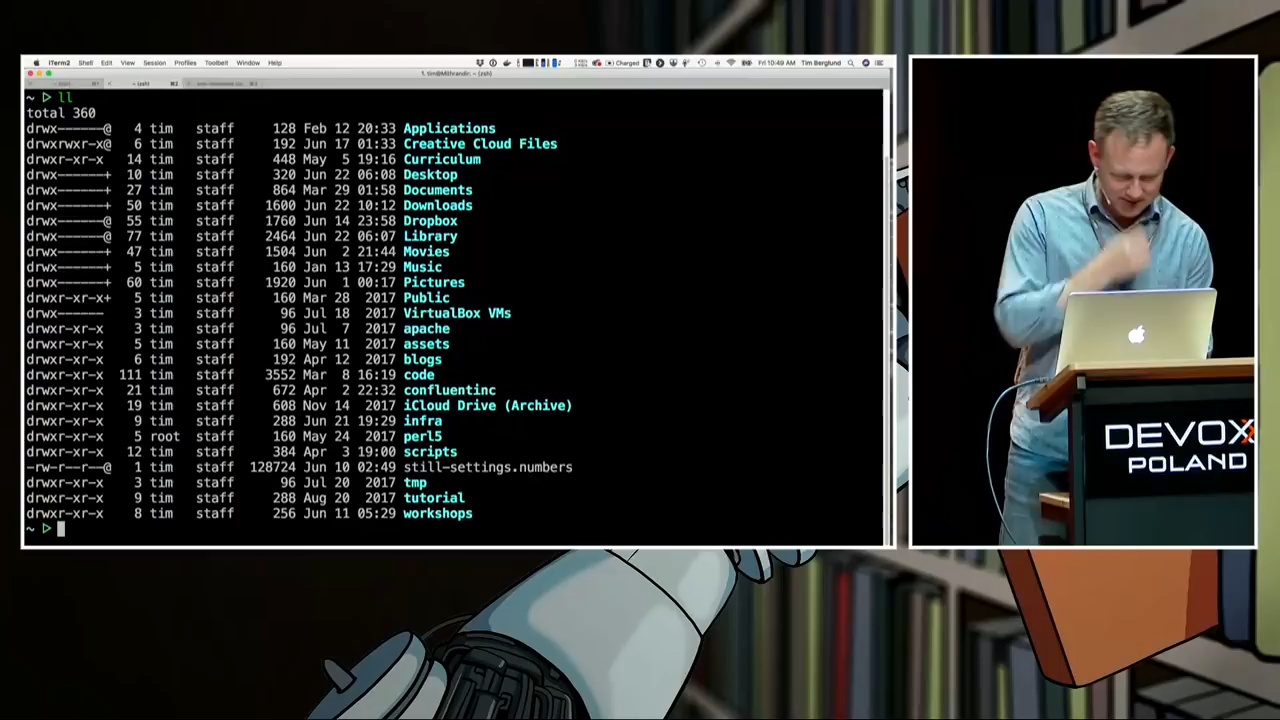 iTerm2 Shell Edit View Session Profiles Toolbelt Window Help
Charged
Fri 10:49 AM Tim Berglund
1. tim@Mithrandir: ~ (zsh)
~ ▷ ll
total 360
drwx------@ 4 tim staff 128 Feb 12 20:33 Applications
drwxrwxr-x@ 6 tim staff 192 Jun 17 01:33 Creative Cloud Files
drwxr-xr-x 14 tim staff 448 May 5 19:16 Curriculum
drwx------+ 10 tim staff 320 Jun 22 06:08 Desktop
drwx------+ 27 tim staff 864 Mar 29 01:58 Documents
drwx------+ 50 tim staff 1600 Jun 22 10:12 Downloads
drwx------@ 55 tim staff 1760 Jun 14 23:58 Dropbox
drwx------@ 77 tim staff 2464 Jun 22 06:07 Library
drwx------+ 47 tim staff 1504 Jun 2 21:44 Movies
drwx------+ 5 tim staff 160 Jan 13 17:29 Music
drwx------+ 60 tim staff 1920 Jun 1 00:17 Pictures
drwxr-xr-x+ 5 tim staff 160 Mar 28 2017 Public
drwx------ 3 tim staff 96 Jul 18 2017 VirtualBox VMs
drwxr-xr-x 3 tim staff 96 Jul 7 2017 apache
drwxr-xr-x 5 tim staff 160 May 11 2017 assets
drwxr-xr-x 6 tim staff 192 Apr 12 2017 blogs
drwxr-xr-x 111 tim staff 3552 Mar 8 16:19 code
drwxr-xr-x 21 tim staff 672 Apr 2 22:32 confluentinc
drwxr-xr-x 19 tim staff 608 Nov 14 2017 iCloud Drive (Archive)
drwxr-xr-x 9 tim staff 288 Jun 21 19:29 infra
drwxr-xr-x 5 root staff 160 May 24 2017 perl5
drwxr-xr-x 12 tim staff 384 Apr 3 19:00 scripts
-rw-r--r--@ 1 tim staff 128724 Jun 10 02:49 still-settings.numbers
drwxr-xr-x 3 tim staff 96 Jul 20 2017 tmp
drwxr-xr-x 9 tim staff 288 Aug 20 2017 tutorial
drwxr-xr-x 8 tim staff 256 Jun 11 05:29 workshops
~ ▷
DEVOXX
POLAND